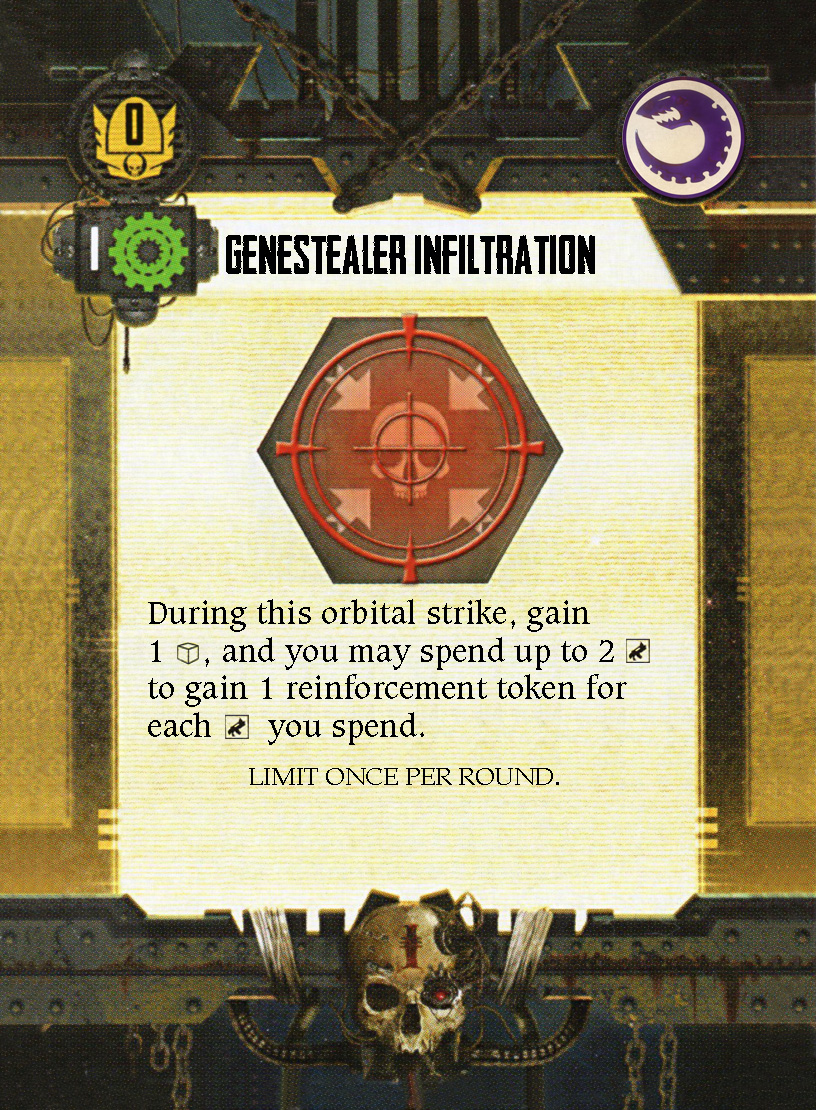 0
1
GENESTEALER INFILTRATION
During this orbital strike, gain
1 , and you may spend up to 2
to gain 1 reinforcement token for
each you spend.
LIMIT ONCE PER ROUND.
I